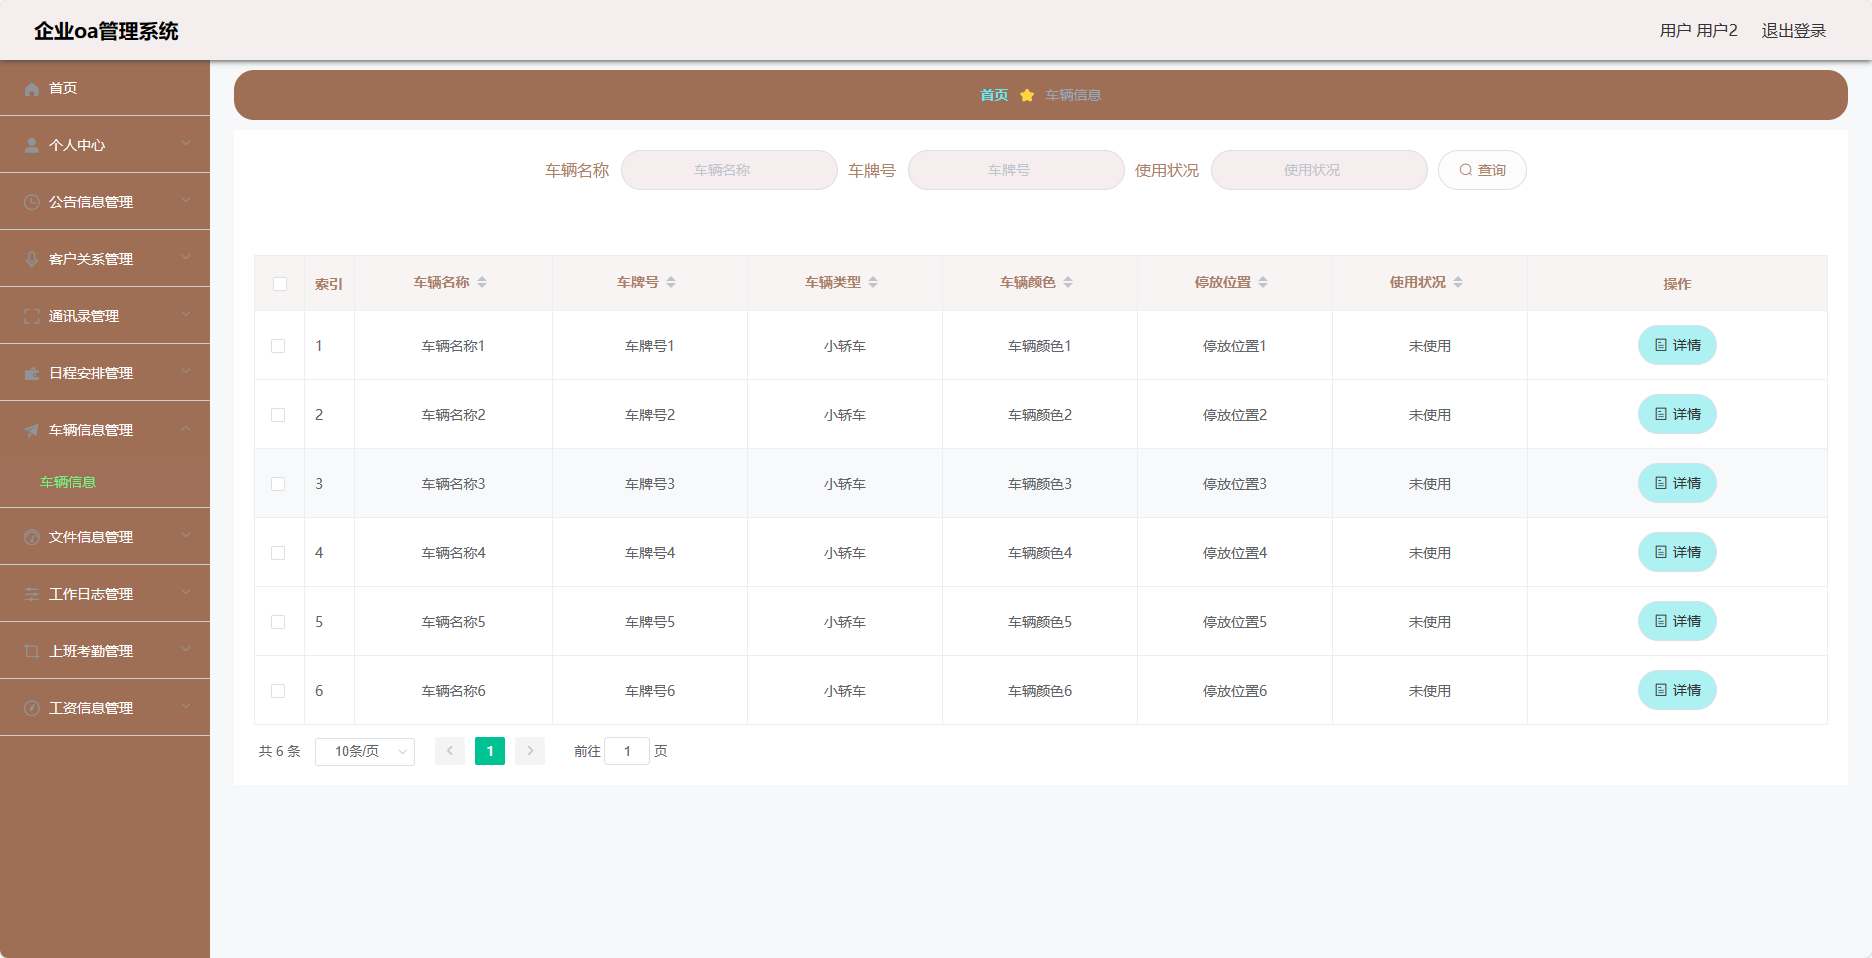 企业oa管理系统
用户 用户2 退出登录
首页
个人中心
公告信息管理
客户关系管理
通讯录管理
日程安排管理
车辆信息管理
车辆信息
文件信息管理
工作日志管理
上班考勤管理
工资信息管理
首页 车辆信息
车辆名称 车辆名称 车牌号 车牌号 使用状况 使用状况 查询
索引 车辆名称 车牌号 车辆类型 车辆颜色 停放位置 使用状况 操作
1 车辆名称1 车牌号1 小轿车 车辆颜色1 停放位置1 未使用 详情
2 车辆名称2 车牌号2 小轿车 车辆颜色2 停放位置2 未使用 详情
3 车辆名称3 车牌号3 小轿车 车辆颜色3 停放位置3 未使用 详情
4 车辆名称4 车牌号4 小轿车 车辆颜色4 停放位置4 未使用 详情
5 车辆名称5 车牌号5 小轿车 车辆颜色5 停放位置5 未使用 详情
6 车辆名称6 车牌号6 小轿车 车辆颜色6 停放位置6 未使用 详情
共 6 条 10条/页 1 前往 1 页